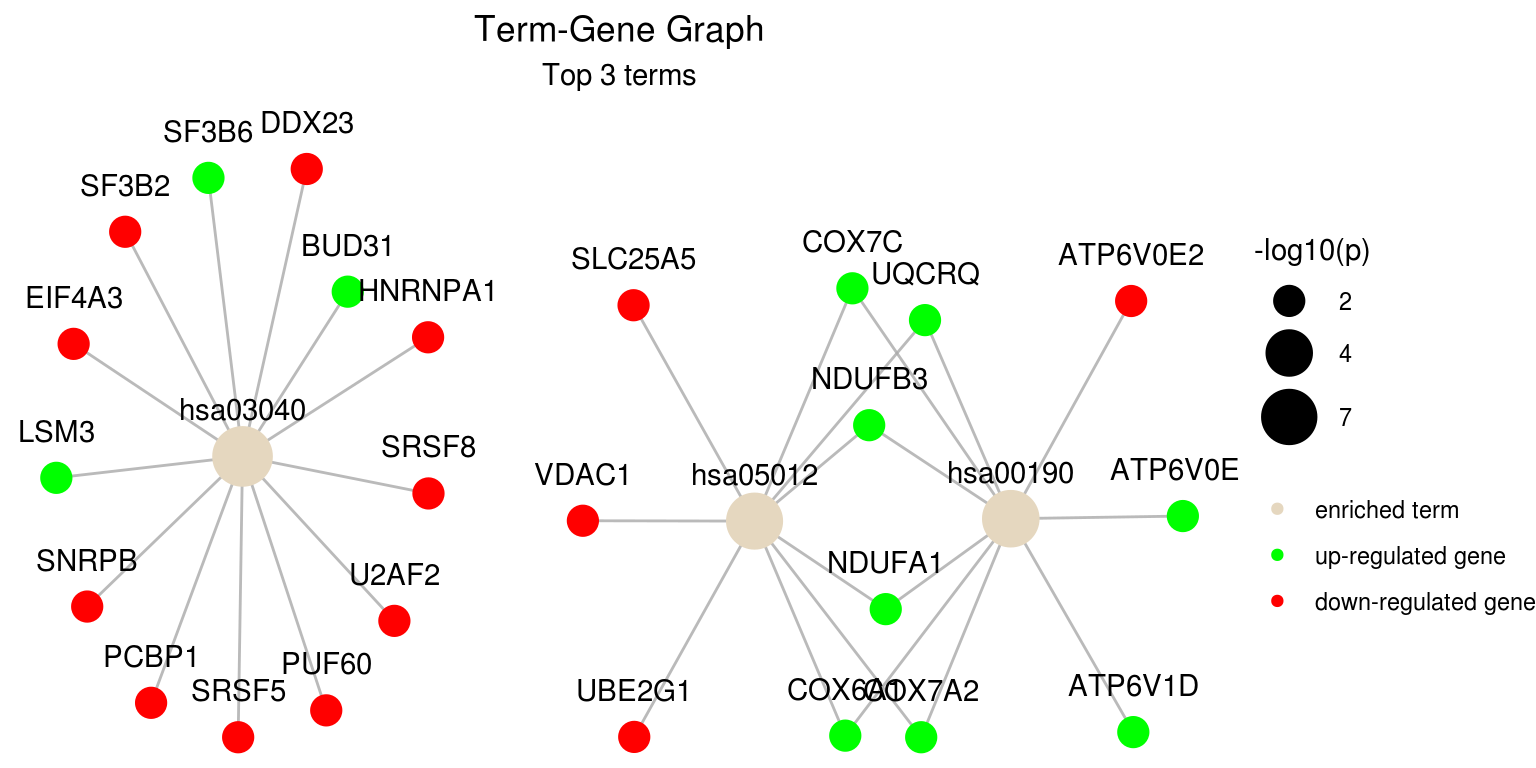 Term-Gene Graph
Top 3 terms
SF3B6
DDX23
SF3B2
BUD31
EIF4A3
HNRNPA1
hsa03040
LSM3
SRSF8
SNRPB
U2AF2
PCBP1
PUF60
SRSF5
SLC25A5
COX7C
UQCRQ
ATP6V0E2
NDUFB3
VDAC1
hsa05012
hsa00190
ATP6V0E
NDUFA1
UBE2G1
COX6A1
COX7A2
ATP6V1D
-log10(p)
2
4
7
enriched term
up-regulated gene
down-regulated gene